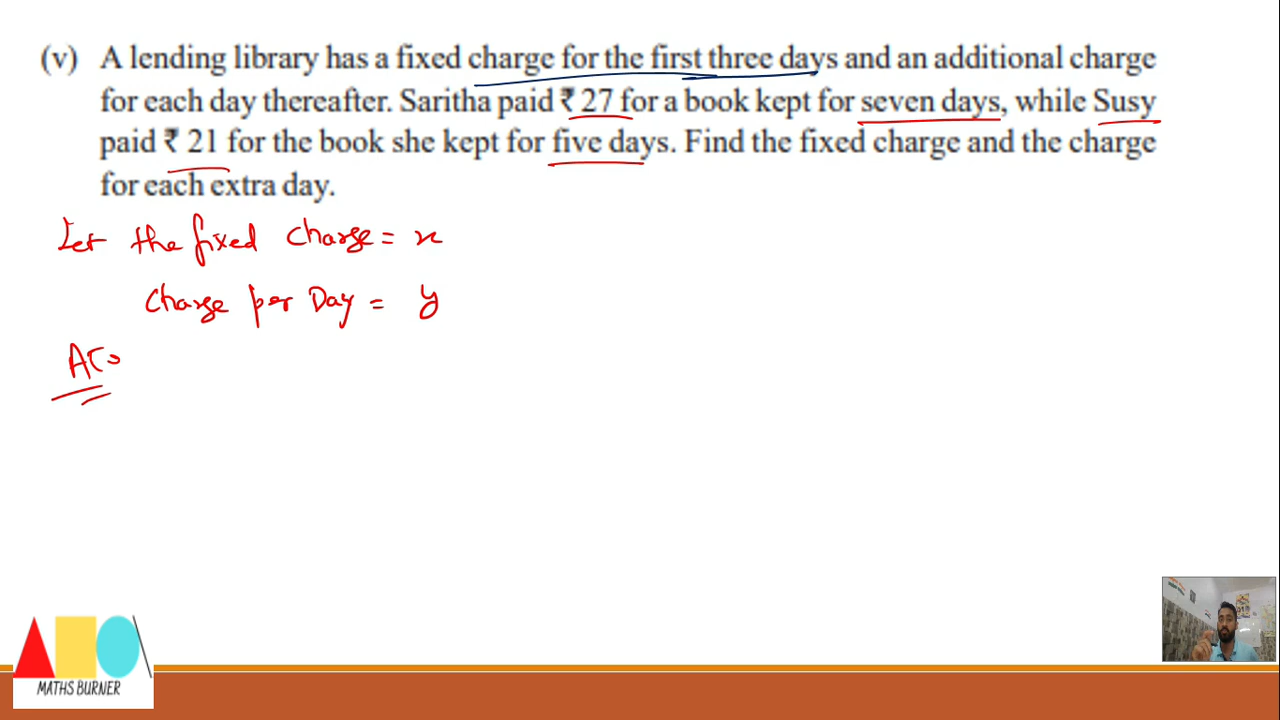 (v) A lending library has a fixed charge for the first three days and an additional charge
for each day thereafter. Saritha paid ₹ 27 for a book kept for seven days, while Susy
paid ₹ 21 for the book she kept for five days. Find the fixed charge and the charge
for each extra day.
Let the fixed charge = x
Charge per Day = y
MATHS BURNER